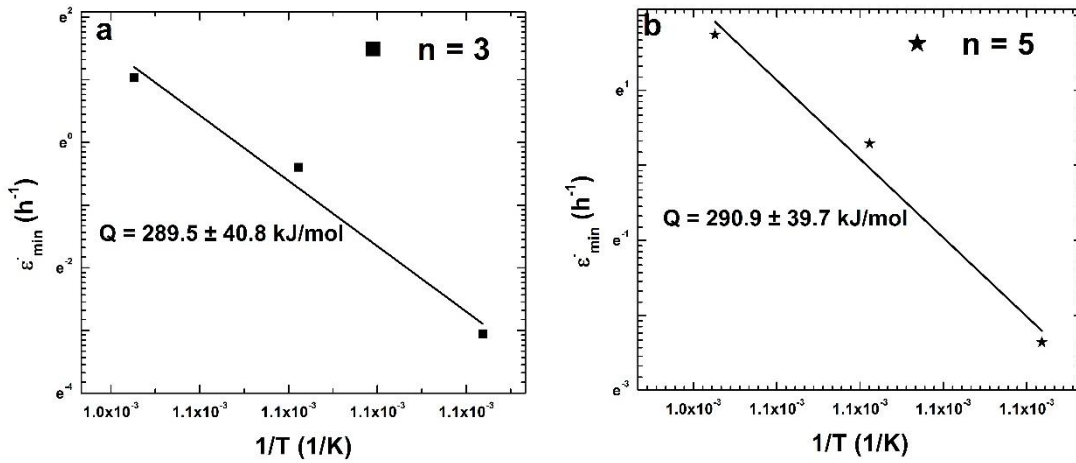 a
n = 3
e²
e⁰
e⁻²
e⁻⁴
ε̇min (h⁻¹)
Q = 289.5 ± 40.8 kJ/mol
1.0x10⁻³ 1.1x10⁻³ 1.1x10⁻³ 1.1x10⁻³ 1.1x10⁻³
1/T (1/K)
b
n = 5
e¹
e⁻¹
e⁻³
ε̇min (h⁻¹)
Q = 290.9 ± 39.7 kJ/mol
1.0x10⁻³ 1.1x10⁻³ 1.1x10⁻³ 1.1x10⁻³ 1.1x10⁻³
1/T (1/K)